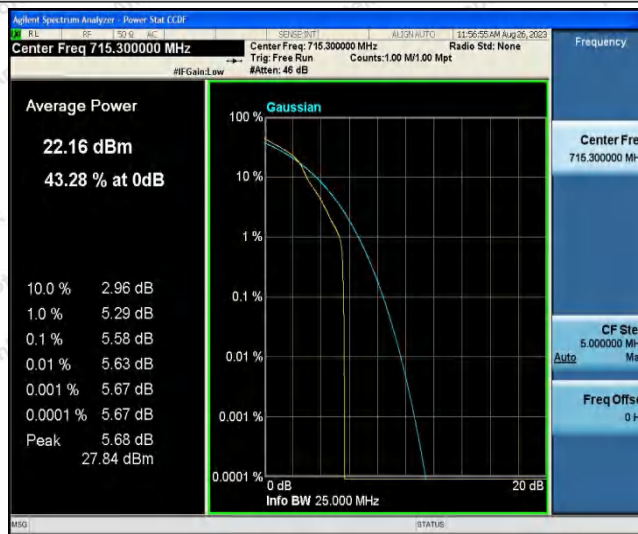 Agilent Spectrum Analyzer - Power Stat CCDF
RL RF 50 Ω AC SENSE:INT ALIGN AUTO 11:56:55 AM Aug 26, 2023
Center Freq 715.300000 MHz
Center Freq: 715.300000 MHz Radio Std: None
Trig: Free Run Counts:1.00 M/1.00 Mpt
#IFGain:Low #Atten: 46 dB
Frequency
Average Power
22.16 dBm
43.28 % at 0dB
10.0 % 2.96 dB
1.0 % 5.29 dB
0.1 % 5.58 dB
0.01 % 5.63 dB
0.001 % 5.67 dB
0.0001 % 5.67 dB
Peak 5.68 dB
27.84 dBm
Gaussian
100 %
10 %
1 %
0.1 %
0.01 %
0.001 %
0.0001 %
0 dB 20 dB
Info BW 25.000 MHz
Center Fre
715.300000 MH
CF Ste
5.000000 MH
Auto Ma
Freq Offse
0 H
MSG STATUS